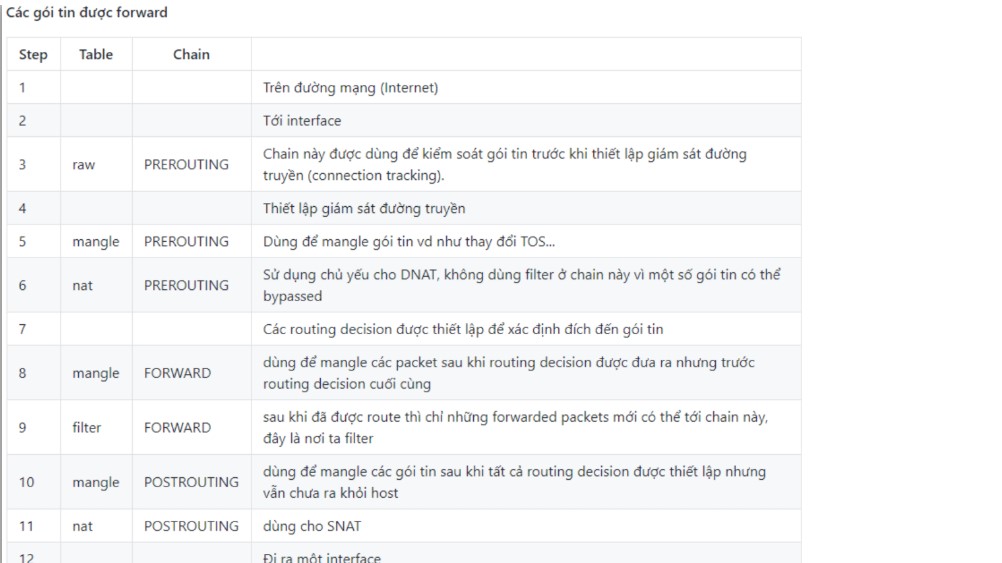 Các gói tin được forward
Step Table Chain
1 Trên đường mạng (Internet)
2 Tới interface
3 raw PREROUTING Chain này được dùng để kiểm soát gói tin trước khi thiết lập giám sát đường
truyền (connection tracking).
4 Thiết lập giám sát đường truyền
5 mangle PREROUTING Dùng để mangle gói tin vd như thay đổi TOS...
6 nat PREROUTING Sử dụng chủ yếu cho DNAT, không dùng filter ở chain này vì một số gói tin có thể
bypassed
7 Các routing decision được thiết lập để xác định đích đến gói tin
8 mangle FORWARD dùng để mangle các packet sau khi routing decision được đưa ra nhưng trước
routing decision cuối cùng
9 filter FORWARD sau khi đã được route thì chỉ những forwarded packets mới có thể tới chain này,
đây là nơi ta filter
10 mangle POSTROUTING dùng để mangle các gói tin sau khi tất cả routing decision được thiết lập nhưng
vẫn chưa ra khỏi host
11 nat POSTROUTING dùng cho SNAT
12 Đi ra một interface